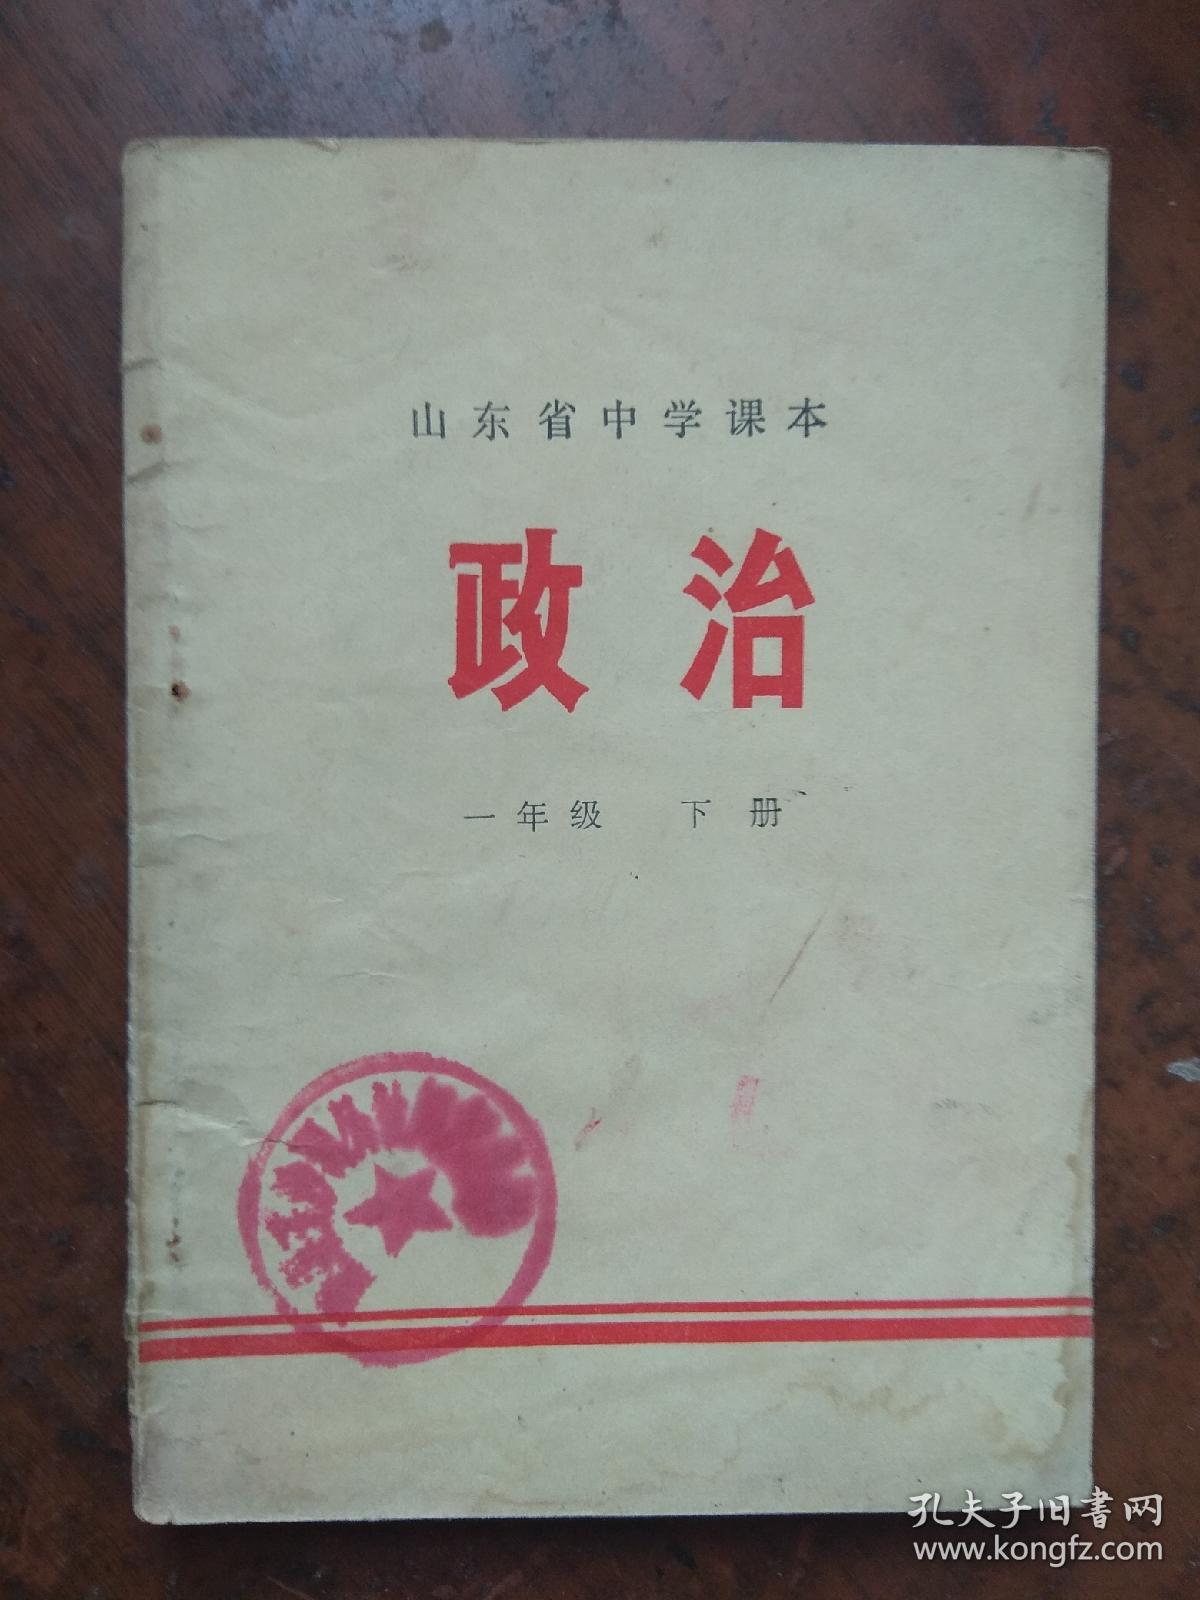 山东省中学课本
政治
一年级 下册
孔夫子旧书网
www.kongfz.com